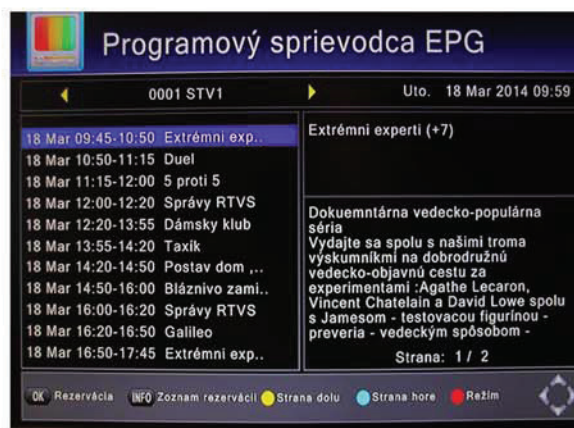 Programový sprievodca EPG
0001 STV1
Uto. 18 Mar 2014 09:59
18 Mar 09:45-10:50 Extrémni exp..
18 Mar 10:50-11:15 Duel
18 Mar 11:15-12:00 5 proti 5
18 Mar 12:00-12:20 Správy RTVS
18 Mar 12:20-13:55 Dámsky klub
18 Mar 13:55-14:20 Taxík
18 Mar 14:20-14:50 Postav dom ,..
18 Mar 14:50-16:00 Bláznivo zami..
18 Mar 16:00-16:20 Správy RTVS
18 Mar 16:20-16:50 Galileo
18 Mar 16:50-17:45 Extrémni exp..
Extrémni experti (+7)
Dokuemntárna vedecko-populárna
séria
Vydajte sa spolu s našimi troma
výskumníkmi na dobrodružnú
vedecko-objavnú cestu za
experimentami :Agathe Lecaron,
Vincent Chatelain a David Lowe spolu
s Jamesom - testovacou figurínou -
preveria - vedeckým spôsobom -
Strana: 1 / 2
OK Rezervácia INFO Zoznam rezervácií Strana dolu Strana hore Režim